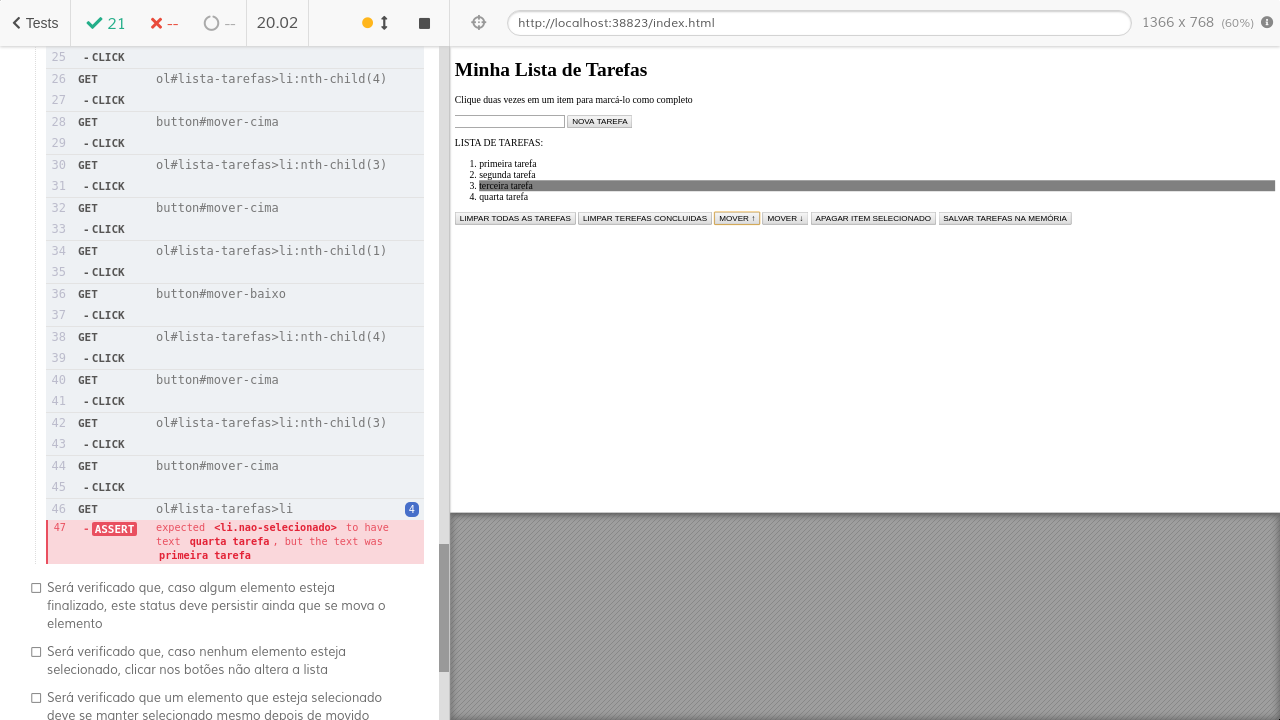 Tests
21
--
--
20.02
http://localhost:38823/index.html
1366 x 768 (60%)
25 - CLICK
26 GET ol#lista-tarefas>li:nth-child(4)
27 - CLICK
28 GET button#mover-cima
29 - CLICK
30 GET ol#lista-tarefas>li:nth-child(3)
31 - CLICK
32 GET button#mover-cima
33 - CLICK
34 GET ol#lista-tarefas>li:nth-child(1)
35 - CLICK
36 GET button#mover-baixo
37 - CLICK
38 GET ol#lista-tarefas>li:nth-child(4)
39 - CLICK
40 GET button#mover-cima
41 - CLICK
42 GET ol#lista-tarefas>li:nth-child(3)
43 - CLICK
44 GET button#mover-cima
45 - CLICK
46 GET ol#lista-tarefas>li 4
47 - ASSERT expected <li.nao-selecionado> to have
text quarta tarefa, but the text was
primeira tarefa
Será verificado que, caso algum elemento esteja
finalizado, este status deve persistir ainda que se mova o
elemento
Será verificado que, caso nenhum elemento esteja
selecionado, clicar nos botões não altera a lista
Será verificado que um elemento que esteja selecionado
deve se manter selecionado mesmo depois de movido
Minha Lista de Tarefas
Clique duas vezes em um item para marcá-lo como completo
NOVA TAREFA
LISTA DE TAREFAS:
1. primeira tarefa
2. segunda tarefa
3. terceira tarefa
4. quarta tarefa
LIMPAR TODAS AS TAREFAS LIMPAR TEREFAS CONCLUIDAS MOVER ↑ MOVER ↓ APAGAR ITEM SELECIONADO SALVAR TAREFAS NA MEMÓRIA